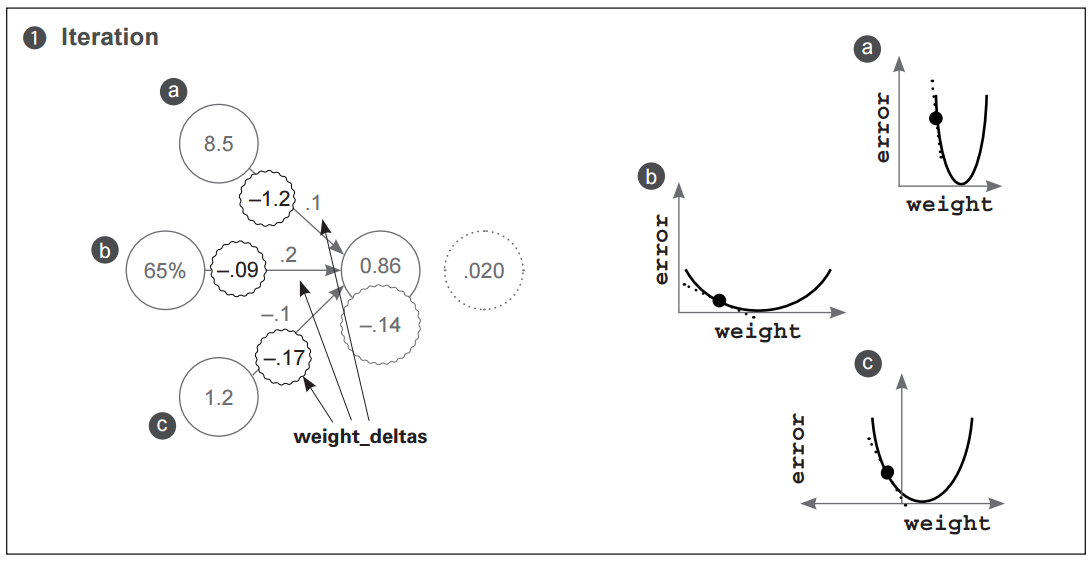 1 Iteration
a
8.5
–1.2 .1
b
65% –.09 .2 0.86 .020
–.1 –.14
–.17
1.2
c
weight_deltas
a
error
weight
b
error
weight
c
error
weight